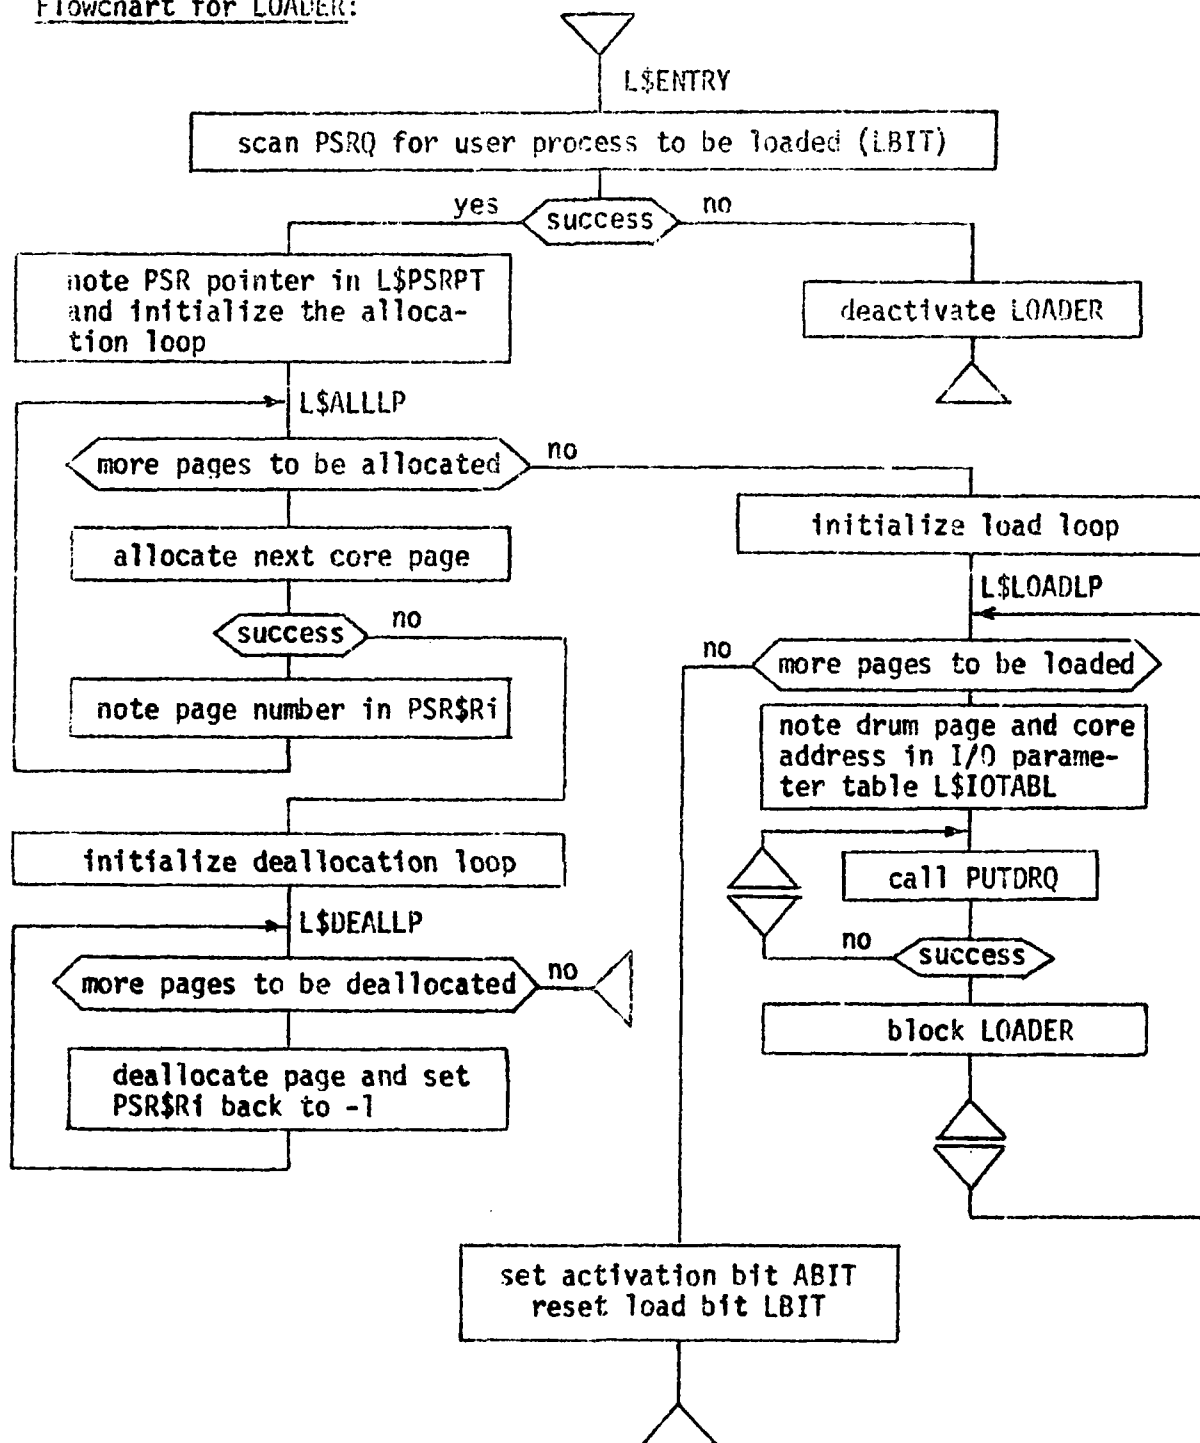 Flowchart for LOADER:
L$ENTRY
scan PSRQ for user process to be loaded (LBIT)
yes
success
no
note PSR pointer in L$PSRPT
and initialize the alloca-
tion loop
deactivate LOADER
L$ALLLP
more pages to be allocated
no
initialize load loop
allocate next core page
L$LOADLP
success
no
no
more pages to be loaded
note page number in PSR$Ri
note drum page and core
address in I/O parame-
ter table L$IOTABL
initialize deallocation loop
call PUTDRQ
L$DEALLP
no
success
more pages to be deallocated
no
block LOADER
deallocate page and set
PSR$Ri back to -1
set activation bit ABIT
reset load bit LBIT